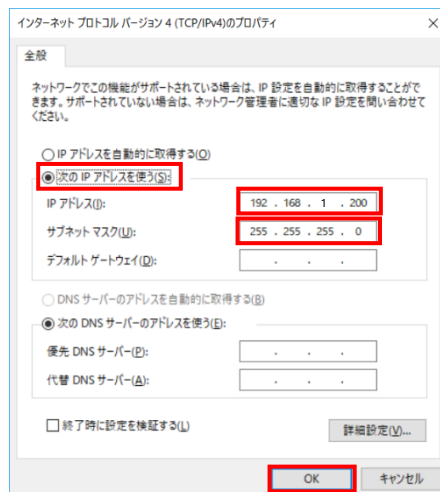 インターネット プロトコル バージョン 4 (TCP/IPv4)のプロパティ
全般
ネットワークでこの機能がサポートされている場合は、IP 設定を自動的に取得することがで
きます。サポートされていない場合は、ネットワーク管理者に適切な IP 設定を問い合わせて
ください。
IP アドレスを自動的に取得する(O)
次の IP アドレスを使う(S):
IP アドレス(I): 192 . 168 . 1 . 200
サブネット マスク(U): 255 . 255 . 255 . 0
デフォルト ゲートウェイ(D): . . .
DNS サーバーのアドレスを自動的に取得する(B)
次の DNS サーバーのアドレスを使う(E):
優先 DNS サーバー(P): . . .
代替 DNS サーバー(A): . . .
終了時に設定を検証する(L)
詳細設定(V)...
OK キャンセル